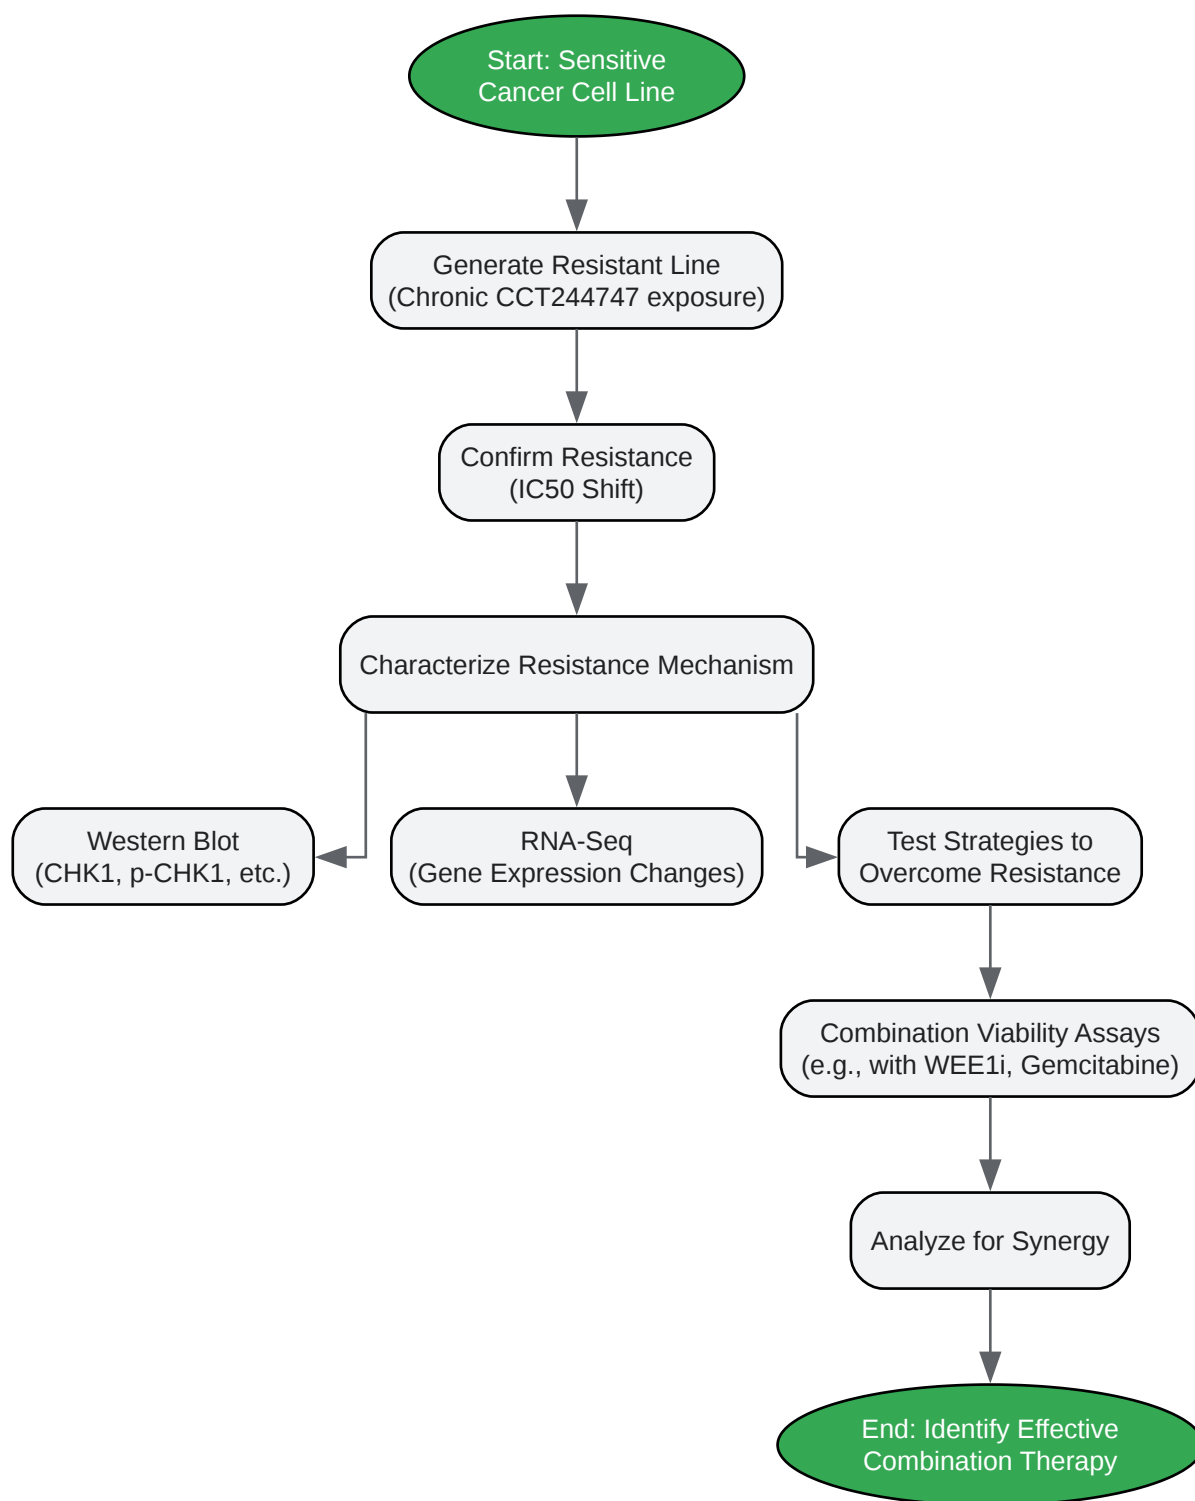 Start: Sensitive
Cancer Cell Line
Generate Resistant Line
(Chronic CCT244747 exposure)
Confirm Resistance
(IC50 Shift)
Characterize Resistance Mechanism
Western Blot
(CHK1, p-CHK1, etc.)
RNA-Seq
(Gene Expression Changes)
Test Strategies to
Overcome Resistance
Combination Viability Assays
(e.g., with WEE1i, Gemcitabine)
Analyze for Synergy
End: Identify Effective
Combination Therapy